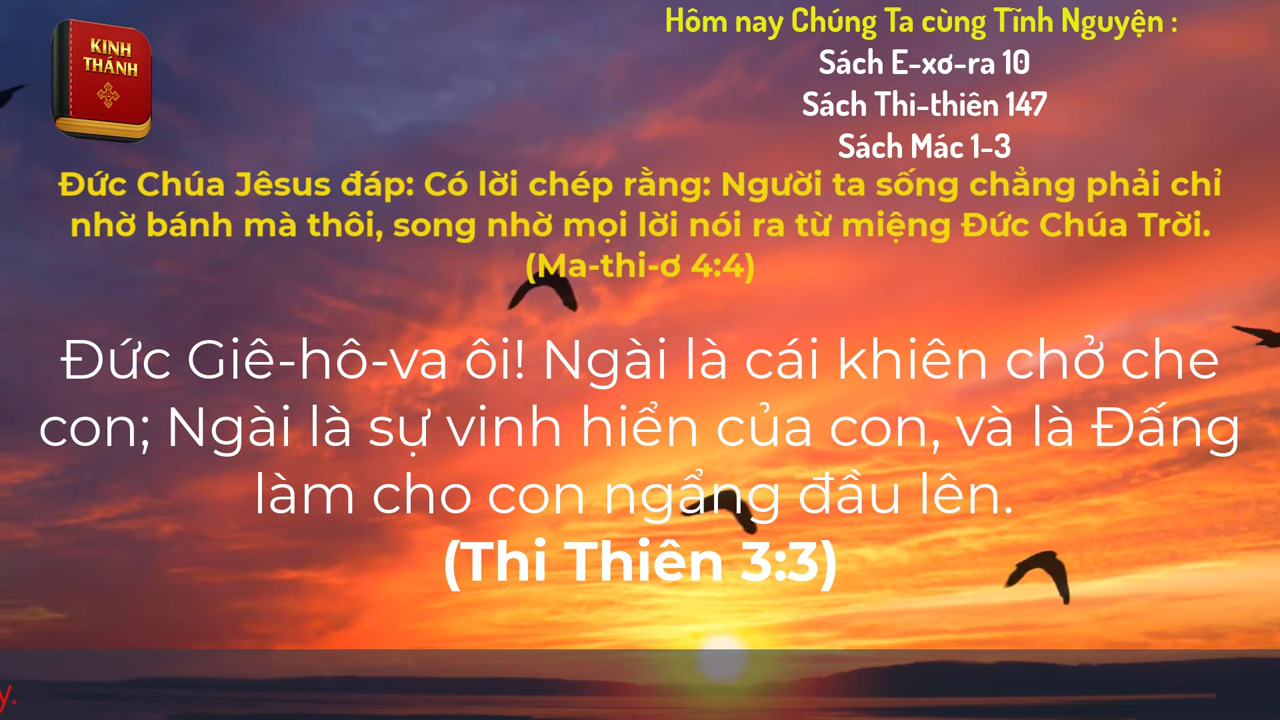 KINH
THÁNH
Hôm nay Chúng Ta cùng Tĩnh Nguyện :
Sách E-xơ-ra 10
Sách Thi-thiên 147
Sách Mác 1-3
Đức Chúa Jêsus đáp: Có lời chép rằng: Người ta sống chẳng phải chỉ
nhờ bánh mà thôi, song nhờ mọi lời nói ra từ miệng Đức Chúa Trời.
(Ma-thi-ơ 4:4)
Đức Giê-hô-va ôi! Ngài là cái khiên chở che
con; Ngài là sự vinh hiển của con, và là Đấng
làm cho con ngẩng đầu lên.
(Thi Thiên 3:3)
y.